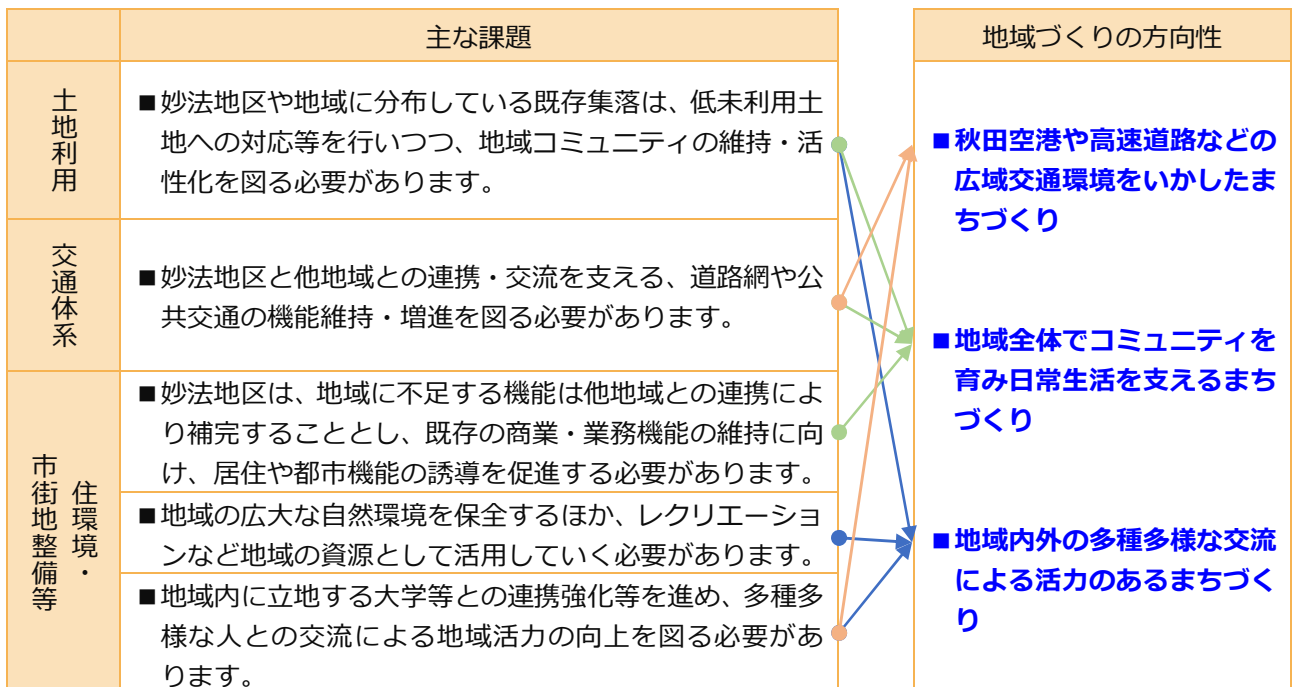 主な課題
土地利用
■妙法地区や地域に分布している既存集落は、低未利用土
地への対応等を行いつつ、地域コミュニティの維持・活
性化を図る必要があります。
交通体系
■妙法地区と他地域との連携・交流を支える、道路網や公
共交通の機能維持・増進を図る必要があります。
住環境・
市街地整備等
■妙法地区は、地域に不足する機能は他地域との連携によ
り補完することとし、既存の商業・業務機能の維持に向
け、居住や都市機能の誘導を促進する必要があります。
■地域の広大な自然環境を保全するほか、レクリエーショ
ンなど地域の資源として活用していく必要があります。
■地域内に立地する大学等との連携強化等を進め、多種多
様な人との交流による地域活力の向上を図る必要があ
ります。
地域づくりの方向性
■秋田空港や高速道路などの
広域交通環境をいかしたま
ちづくり
■地域全体でコミュニティを
育み日常生活を支えるまち
づくり
■地域内外の多種多様な交流
による活力のあるまちづく
り